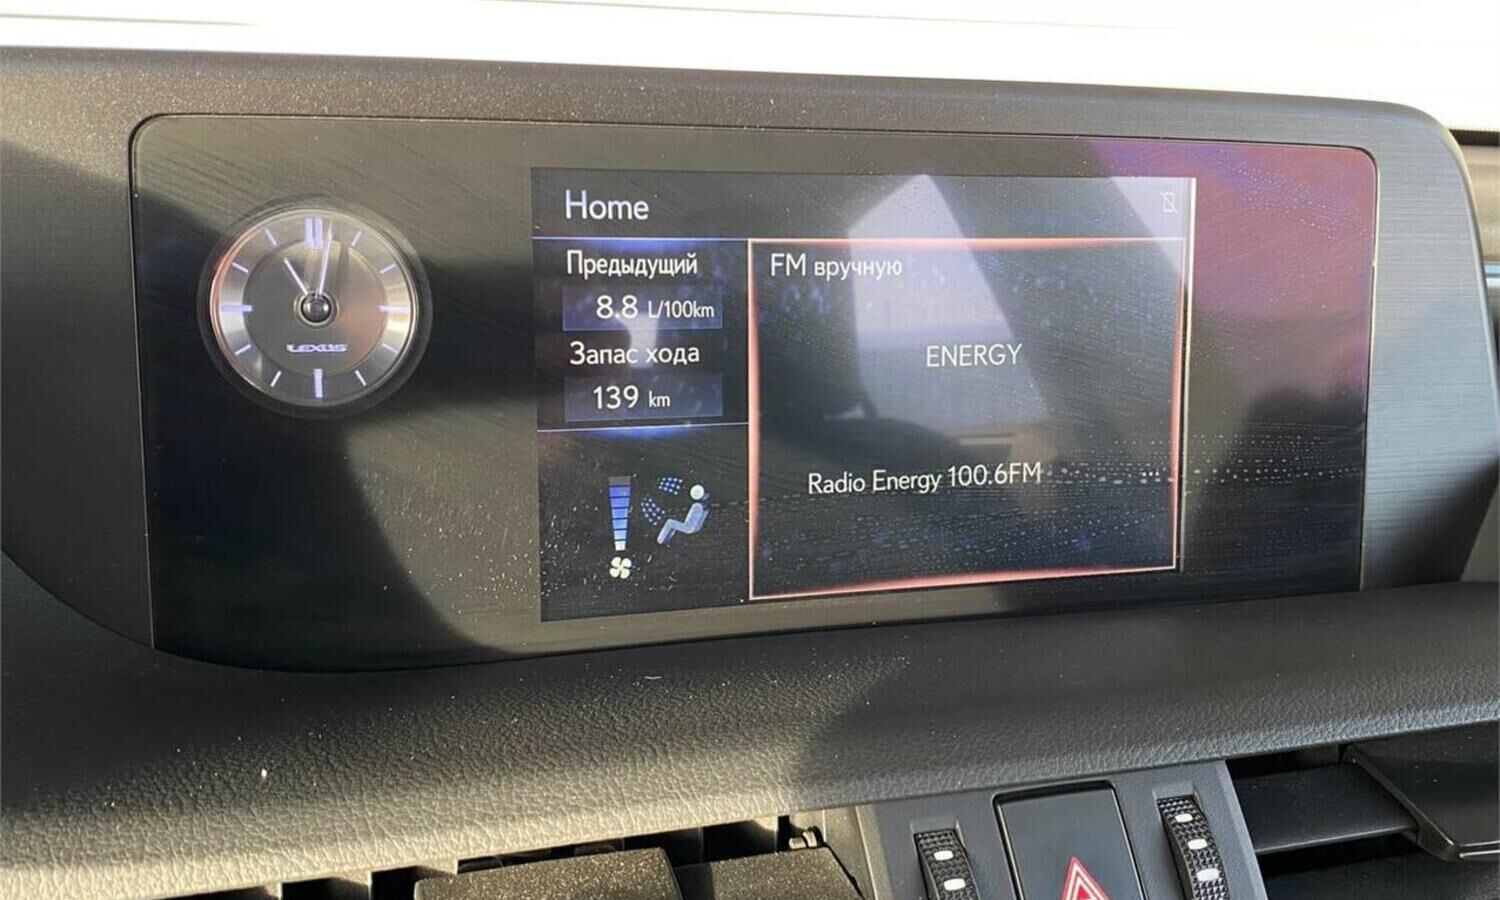 LEXUS
Home
Предыдущий
8.8 L/100km
Запас хода
139 km
FM вручную
ENERGY
Radio Energy 100.6FM ...